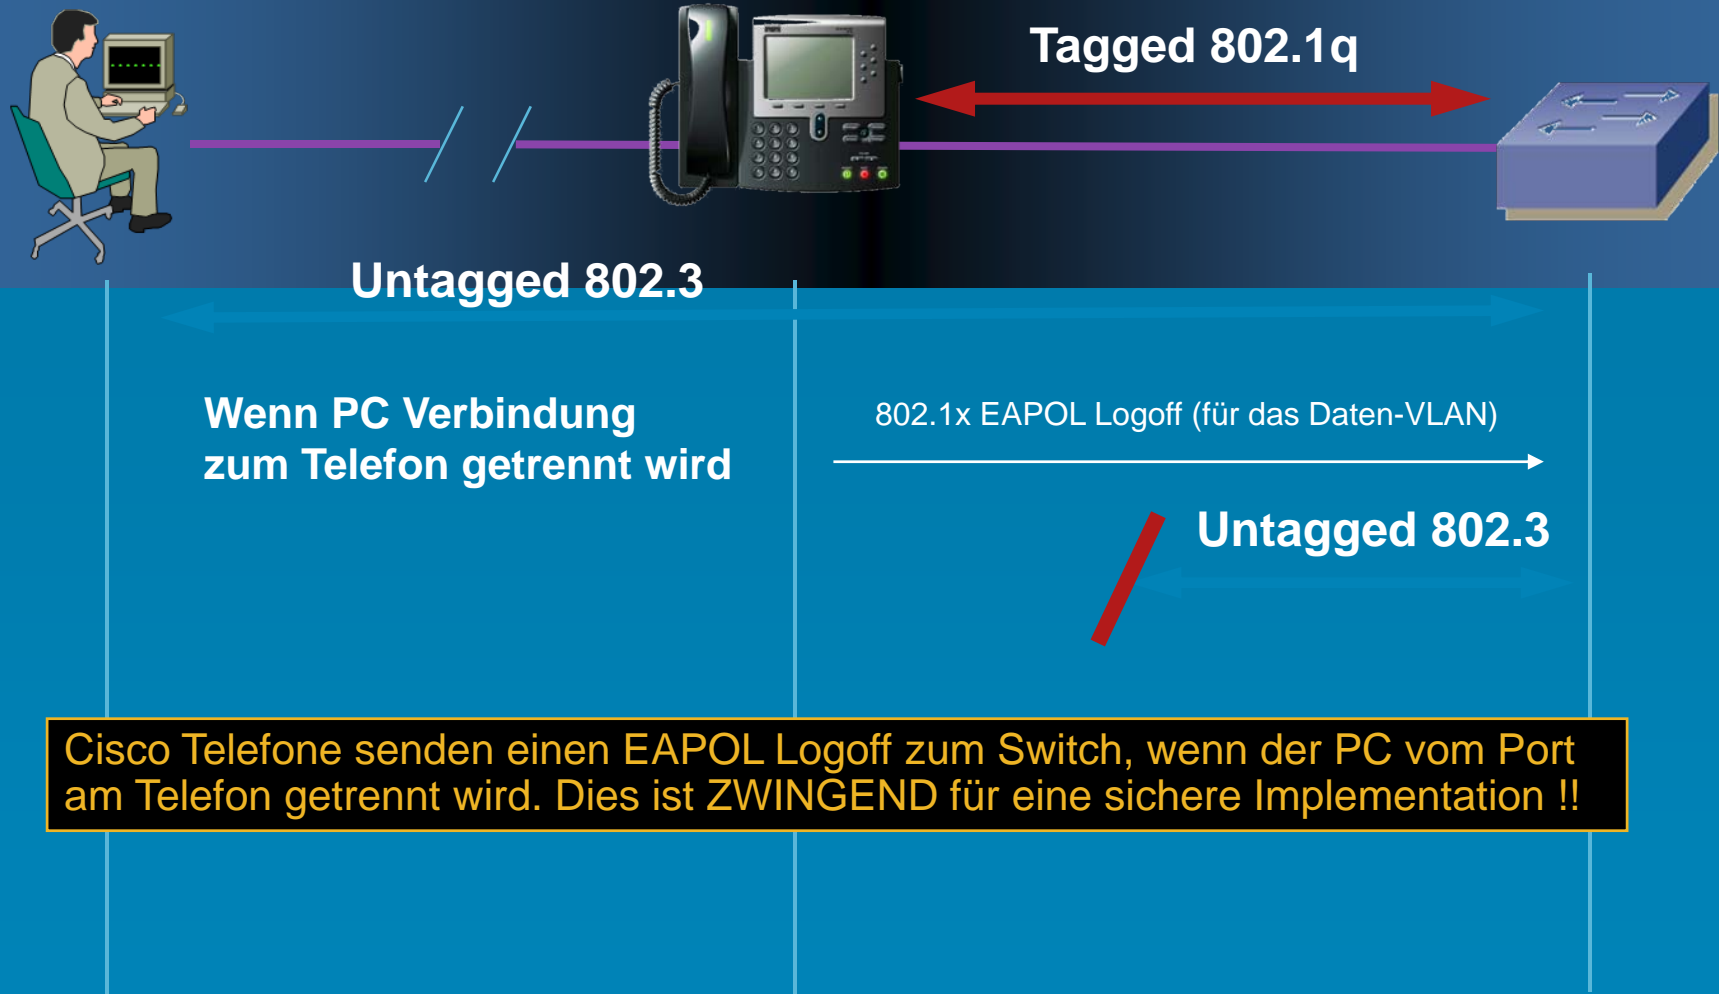 Tagged 802.1q
Untagged 802.3
Wenn PC Verbindung
zum Telefon getrennt wird
802.1x EAPOL Logoff (für das Daten-VLAN)
Untagged 802.3
Cisco Telefone senden einen EAPOL Logoff zum Switch, wenn der PC vom Port
am Telefon getrennt wird. Dies ist ZWINGEND für eine sichere Implementation !!